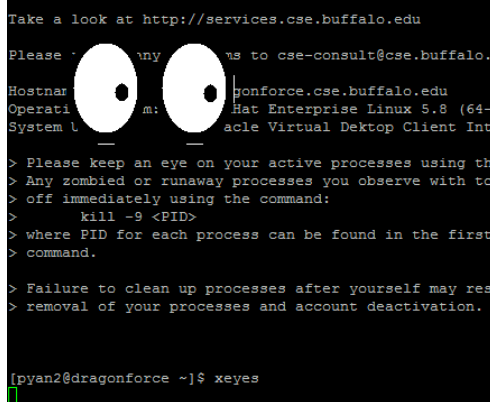 Take a look at http://services.cse.buffalo.edu
Please ny ms to cse-consult@cse.buffalo.
Hostnam gonforce.cse.buffalo.edu
Operati m: Hat Enterprise Linux 5.8 (64-
System acle Virtual Dektop Client Int
> Please keep an eye on your active processes using th
> Any zombied or runaway processes you observe with to
> off immediately using the command:
> kill -9 <PID>
> where PID for each process can be found in the first
> command.
> Failure to clean up processes after yourself may res
> removal of your processes and account deactivation.
[pyan2@dragonforce ~]$ xeyes